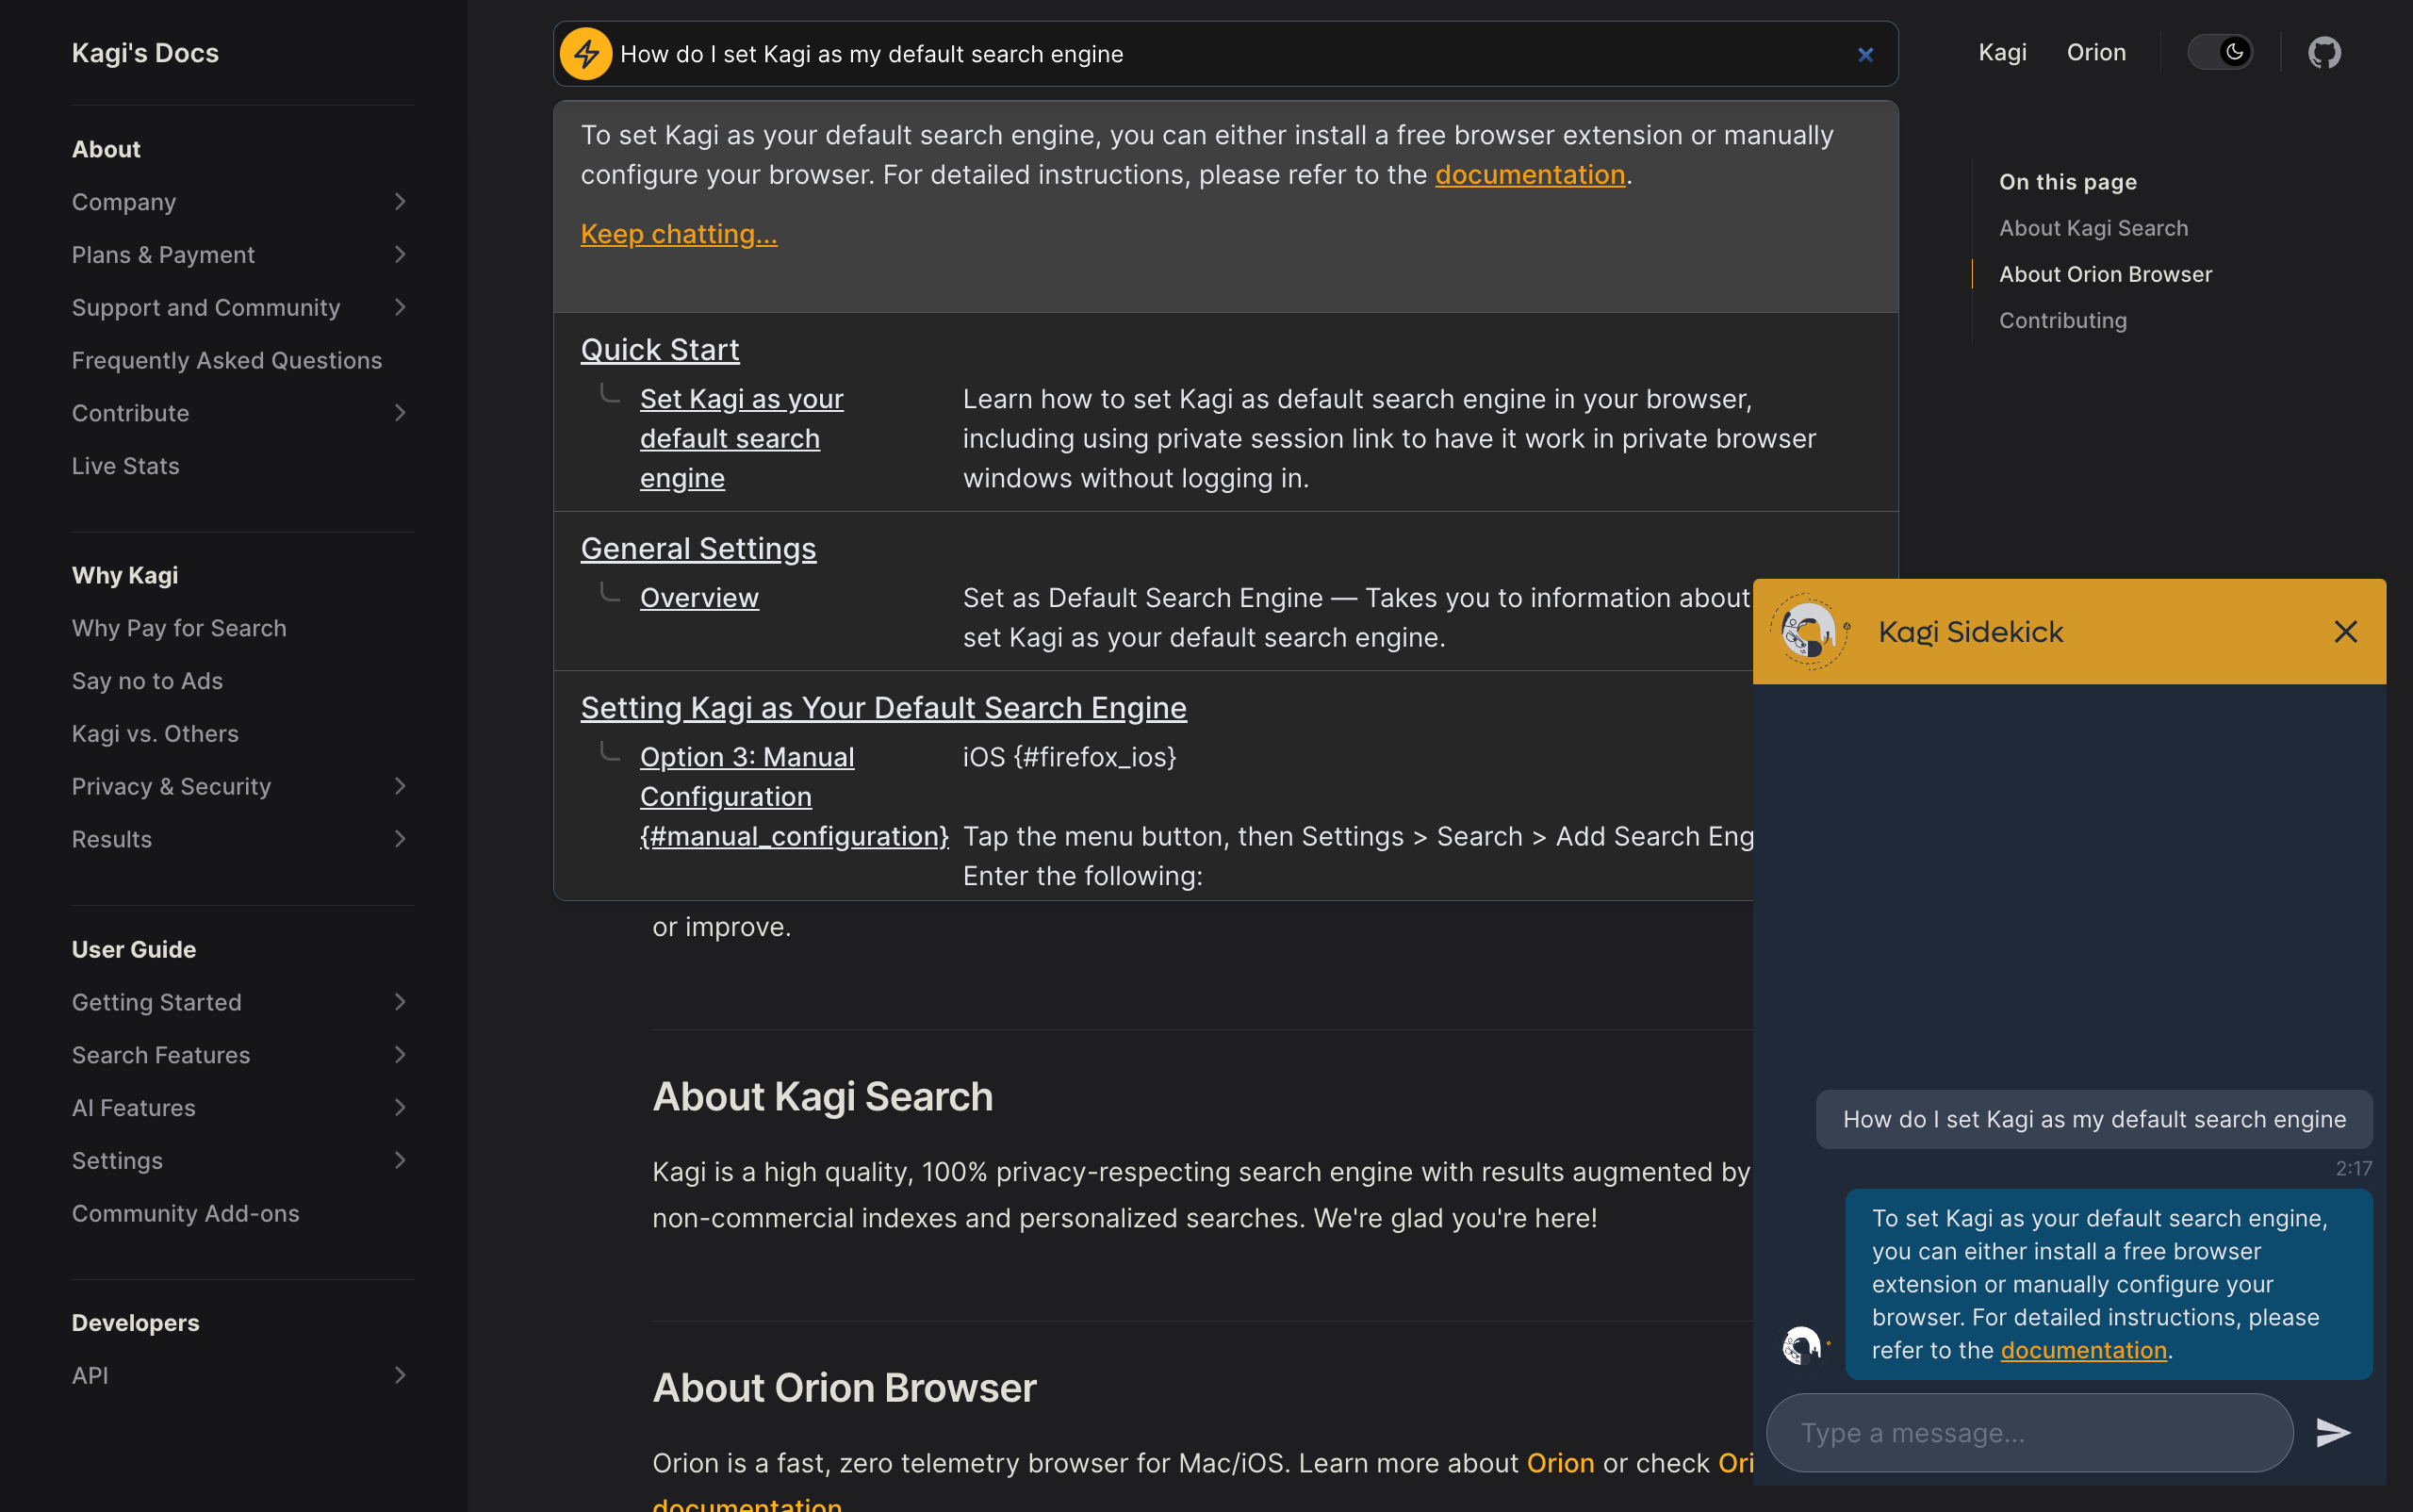 Kagi's Docs
About
Company
Plans & Payment
Support and Community
Frequently Asked Questions
Contribute
Live Stats
Why Kagi
Why Pay for Search
Say no to Ads
Kagi vs. Others
Privacy & Security
Results
User Guide
Getting Started
Search Features
AI Features
Settings
Community Add-ons
Developers
API
How do I set Kagi as my default search engine
To set Kagi as your default search engine, you can either install a free browser extension or manually
configure your browser. For detailed instructions, please refer to the documentation.
Keep chatting...
Quick Start
Set Kagi as your
default search
engine
Learn how to set Kagi as default search engine in your browser,
including using private session link to have it work in private browser
windows without logging in.
General Settings
Overview
Set as Default Search Engine — Takes you to information about
set Kagi as your default search engine.
Setting Kagi as Your Default Search Engine
Option 3: Manual
Configuration
{#manual_configuration}
iOS {#firefox_ios}
Tap the menu button, then Settings > Search > Add Search Eng
Enter the following:
or improve.
About Kagi Search
Kagi is a high quality, 100% privacy-respecting search engine with results augmented by
non-commercial indexes and personalized searches. We're glad you're here!
About Orion Browser
Orion is a fast, zero telemetry browser for Mac/iOS. Learn more about Orion or check Ori
documentation
Kagi
Orion
On this page
About Kagi Search
About Orion Browser
Contributing
Kagi Sidekick
How do I set Kagi as my default search engine
2:17
To set Kagi as your default search engine,
you can either install a free browser
extension or manually configure your
browser. For detailed instructions, please
refer to the documentation.
Type a message...